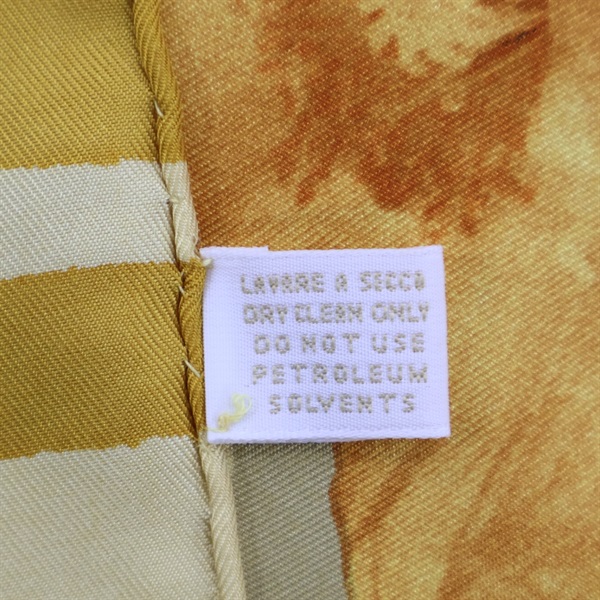 LAVARE A SECCO
DRY CLEAN ONLY
DO NOT USE
PETROLEUM
SOLVENTS